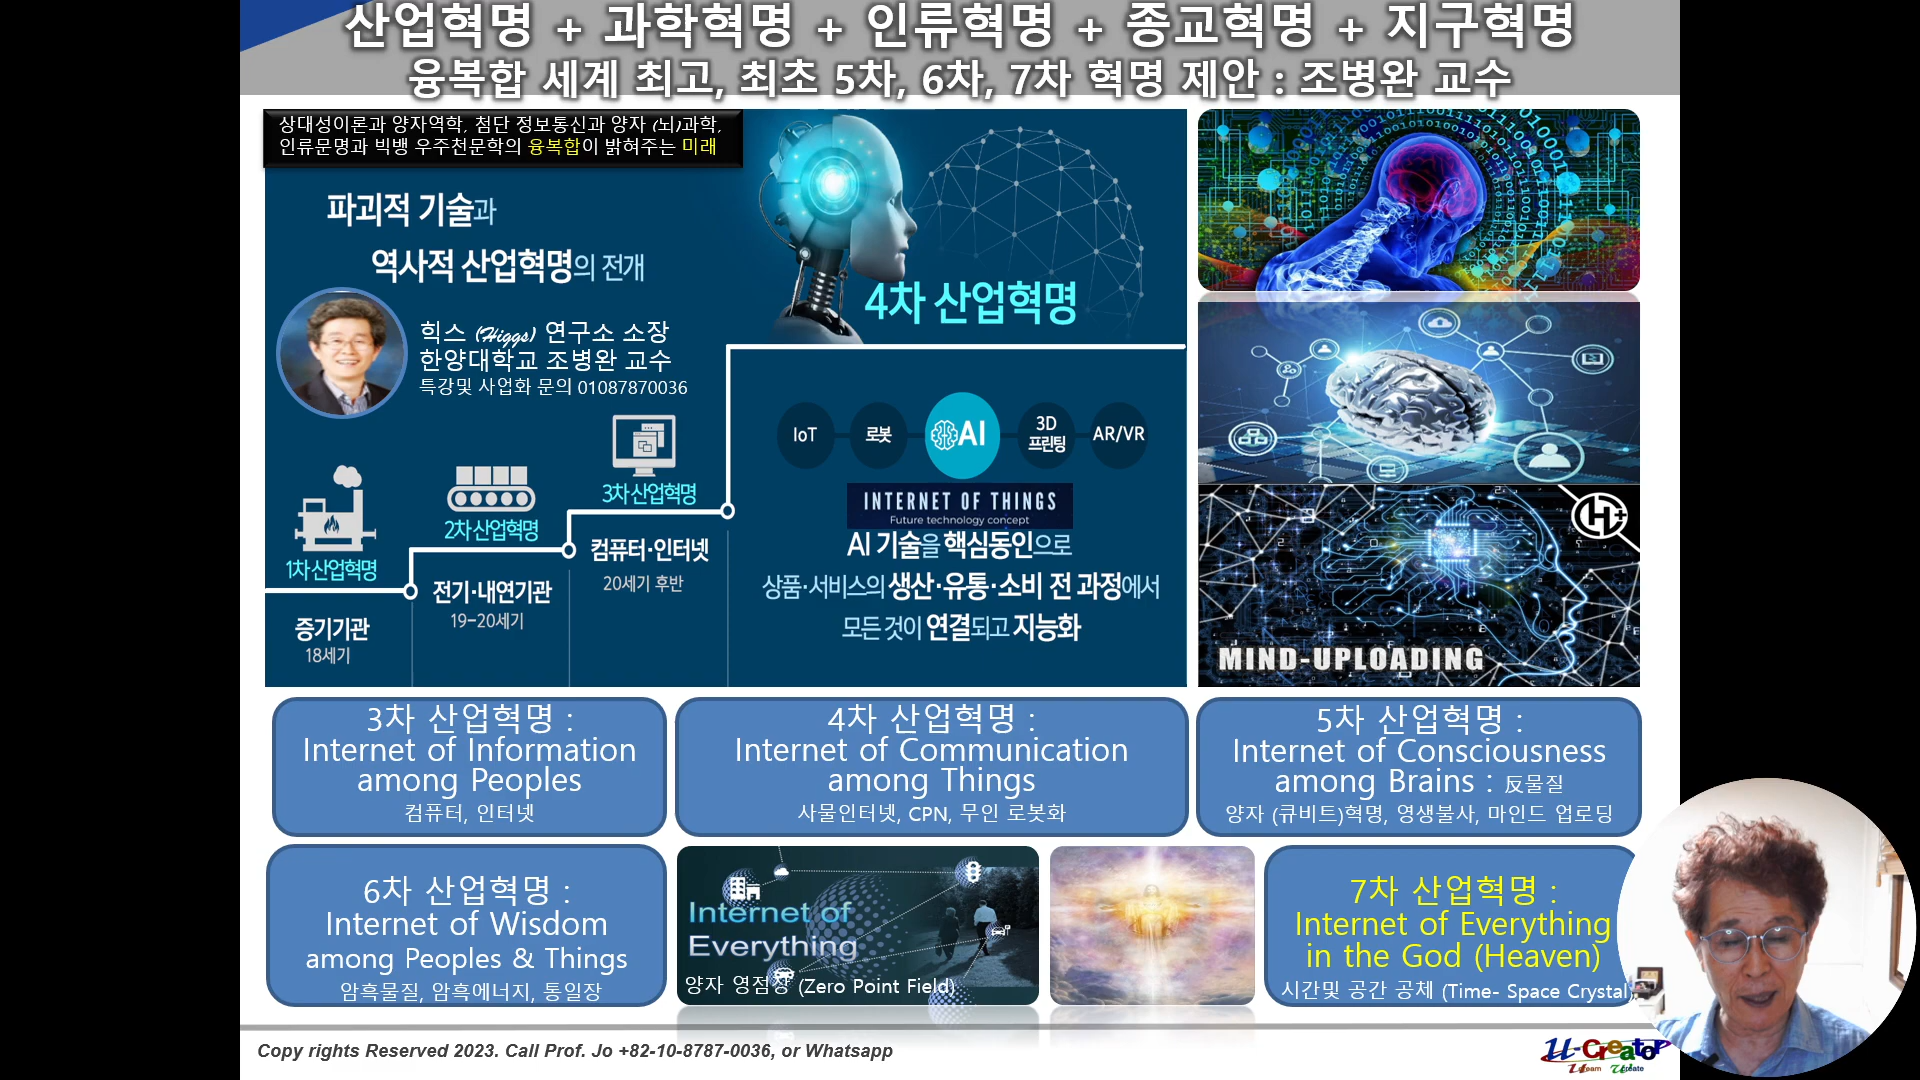 산업혁명 + 과학혁명 + 인류혁명 + 종교혁명 + 지구혁명
융복합 세계 최고, 최초 5차, 6차, 7차 혁명 제안 : 조병완 교수
상대성이론과 양자역학, 첨단 정보통신과 양자 (뇌)과학,
인류문명과 빅뱅 우주천문학의 융복합이 밝혀주는 미래
파괴적 기술과
역사적 산업혁명의 전개
힉스 (Higgs) 연구소 소장
한양대학교 조병완 교수
특강및 사업화 문의 01087870036
1차 산업혁명
증기기관
18세기
2차 산업혁명
전기·내연기관
19-20세기
3차 산업혁명
컴퓨터·인터넷
20세기 후반
4차 산업혁명
IoT
로봇
AI
3D
프린팅
AR/VR
INTERNET OF THINGS
Future technology concept
AI 기술을 핵심동인으로
상품·서비스의 생산·유통·소비 전 과정에서
모든 것이 연결되고 지능화
H+
MIND-UPLOADING
3차 산업혁명 :
Internet of Information
among Peoples
컴퓨터, 인터넷
4차 산업혁명 :
Internet of Communication
among Things
사물인터넷, CPN, 무인 로봇화
5차 산업혁명 :
Internet of Consciousness
among Brains : 反물질
양자 (큐비트)혁명, 영생불사, 마인드 업로딩
6차 산업혁명 :
Internet of Wisdom
among Peoples & Things
암흑물질, 암흑에너지, 통일장
Internet of
Everything
양자 영점장 (Zero Point Field)
7차 산업혁명 :
Internet of Everything
in the God (Heaven)
시간및 공간 공체 (Time- Space Crystal)
Copy rights Reserved 2023. Call Prof. Jo +82-10-8787-0036, or Whatsapp
U-Creator